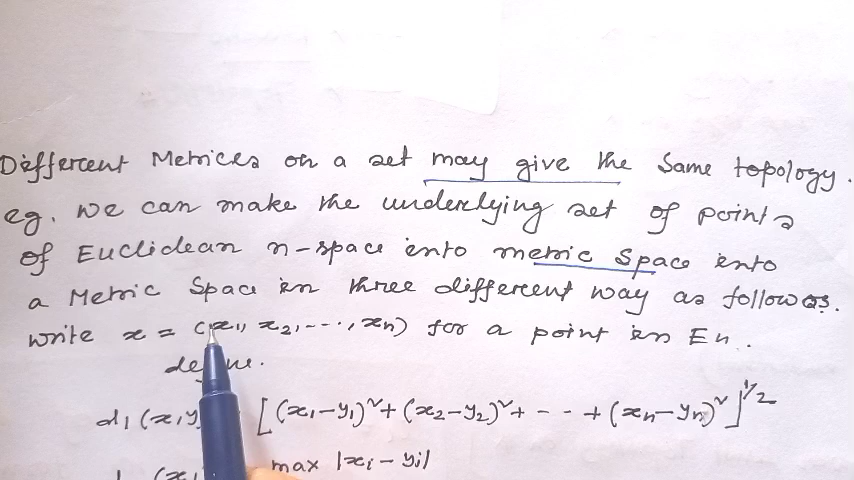 Different Metrices on a set may give the same topology.
eg. we can make the underlying set of points
of Euclidean n-space into metric space into
a Metric Space in three different way as follows.
write x = (x1, x2, ..., xn) for a point in En.
define.
d1 (x, y [(x1-y1)²+(x2-y2)²+ - - +(xn-yn)²]^1/2
(x, max |xi - yi|